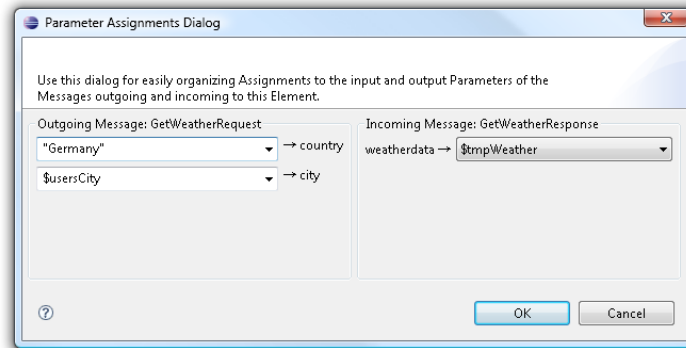 Parameter Assignments Dialog
Use this dialog for easily organizing Assignments to the input and output Parameters of the
Messages outgoing and incoming to this Element.
Outgoing Message: GetWeatherRequest
"Germany" → country
$usersCity → city
Incoming Message: GetWeatherResponse
weatherdata → $tmpWeather
? OK Cancel